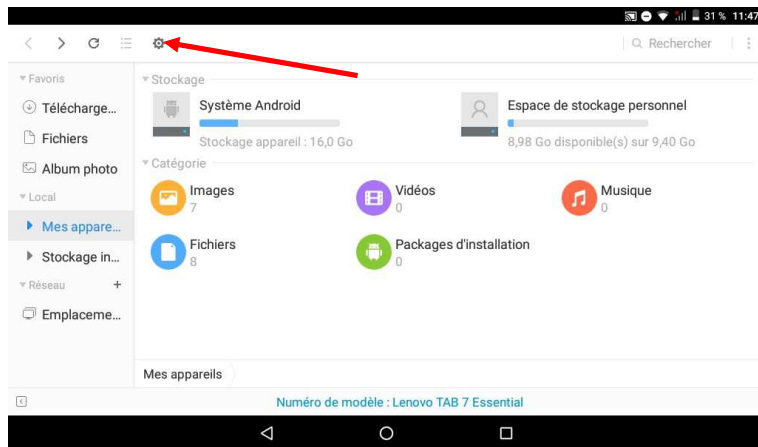 31 % 11:47
Rechercher
Favoris
Télécharge...
Fichiers
Album photo
Local
Mes appare...
Stockage in...
Réseau +
Emplaceme...
Stockage
Système Android
Stockage appareil : 16,0 Go
Espace de stockage personnel
8,98 Go disponible(s) sur 9,40 Go
Catégorie
Images
7
Vidéos
0
Musique
0
Fichiers
8
Packages d'installation
0
Mes appareils
Numéro de modèle : Lenovo TAB 7 Essential